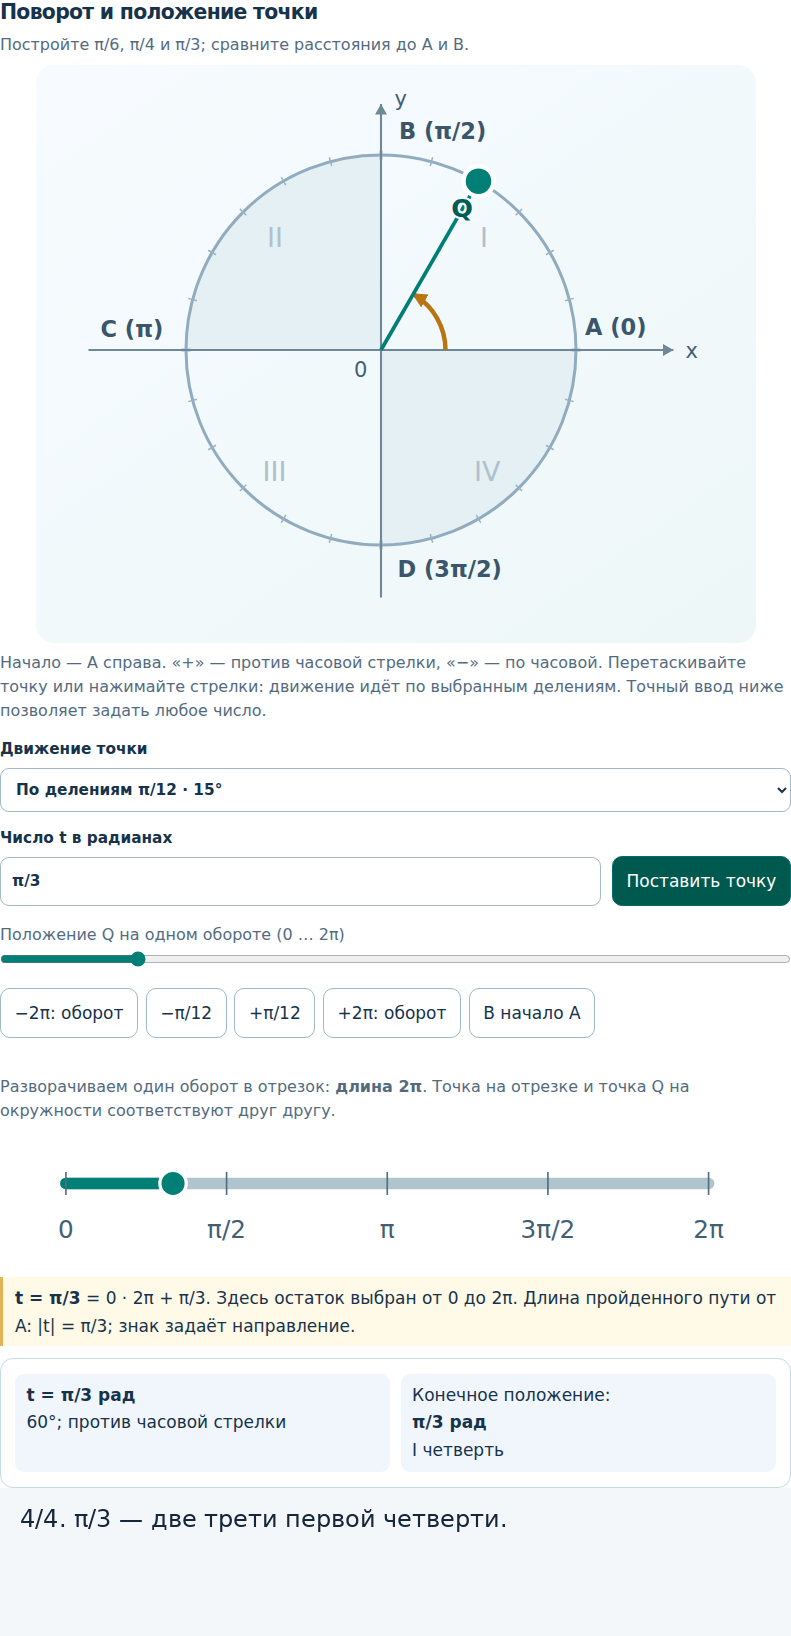 Поворот и положение точки
Постройте π/6, π/4 и π/3; сравните расстояния до A и B.
y
B (π/2)
Q
II
I
C (π)
A (0)
x
0
III
IV
D (3π/2)
Начало — A справа. «+» — против часовой стрелки, «−» — по часовой. Перетаскивайте
точку или нажимайте стрелки: движение идёт по выбранным делениям. Точный ввод ниже
позволяет задать любое число.
Движение точки
По делениям π/12 · 15°
Число t в радианах
π/3
Поставить точку
Положение Q на одном обороте (0 … 2π)
−2π: оборот
−π/12
+π/12
+2π: оборот
В начало A
Разворачиваем один оборот в отрезок: длина 2π. Точка на отрезке и точка Q на
окружности соответствуют друг другу.
0
π/2
π
3π/2
2π
t = π/3 = 0 · 2π + π/3. Здесь остаток выбран от 0 до 2π. Длина пройденного пути от
A: |t| = π/3; знак задаёт направление.
t = π/3 рад
60°; против часовой стрелки
Конечное положение:
π/3 рад
I четверть
4/4. π/3 — две трети первой четверти.